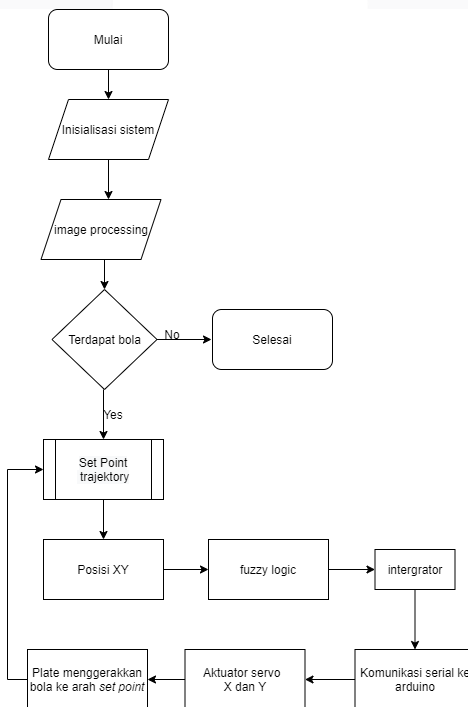 Mulai
Inisialisasi sistem
image processing
Terdapat bola
No
Selesai
Yes
Set Point
trajektory
Posisi XY
fuzzy logic
intergrator
Plate menggerakkan
bola ke arah set point
Aktuator servo
X dan Y
Komunikasi serial ke
arduino